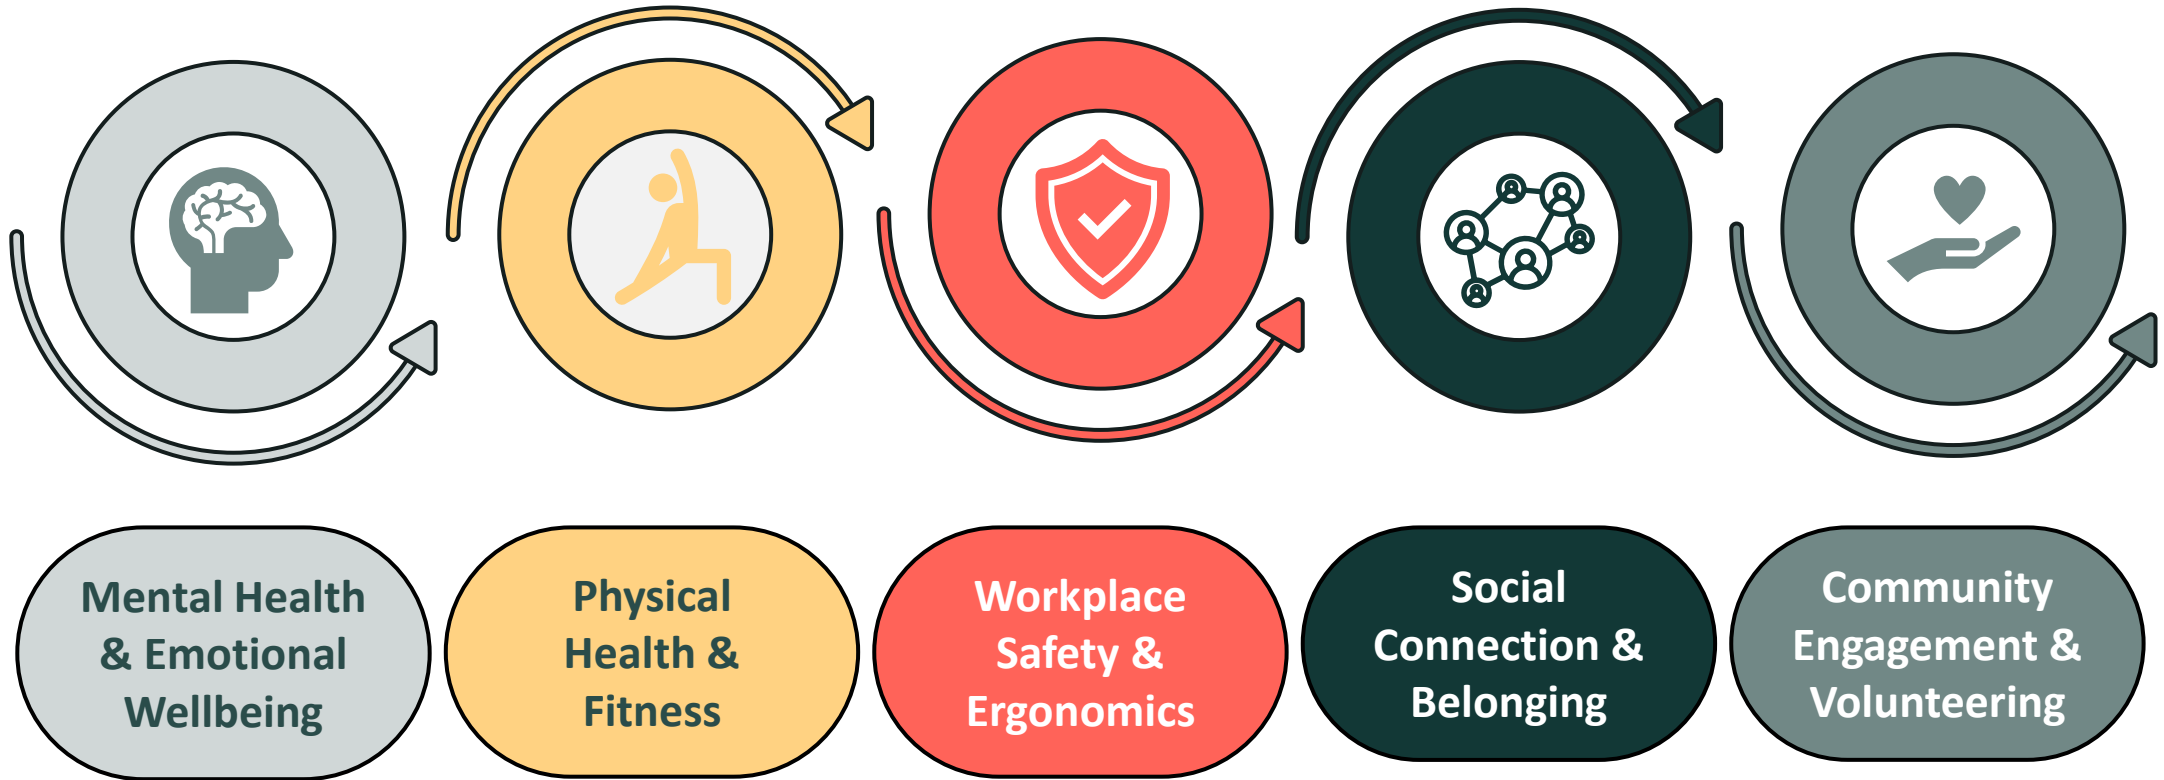 Mental Health
& Emotional
Wellbeing
Physical
Health &
Fitness
Workplace
Safety &
Ergonomics
Social
Connection &
Belonging
Community
Engagement &
Volunteering